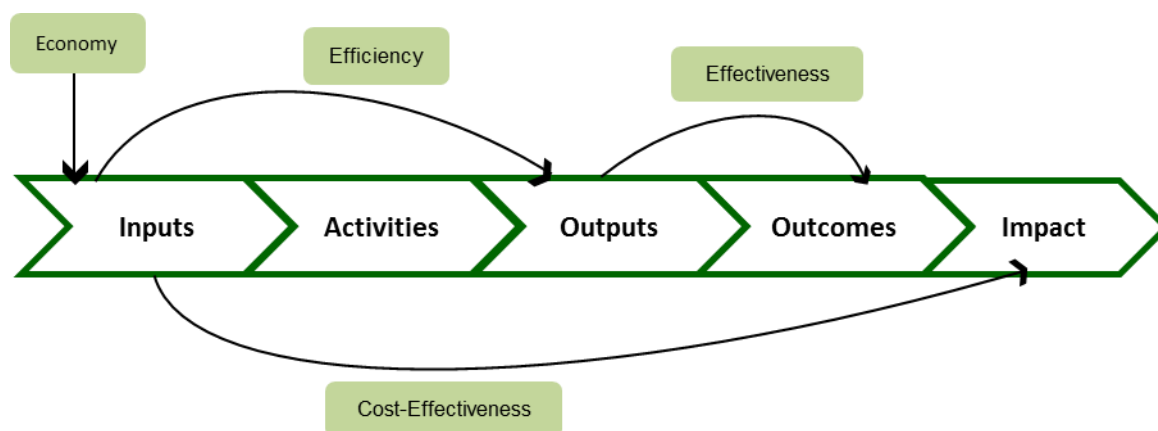 Economy
Efficiency
Effectiveness
Inputs
Activities
Outputs
Outcomes
Impact
Cost-Effectiveness